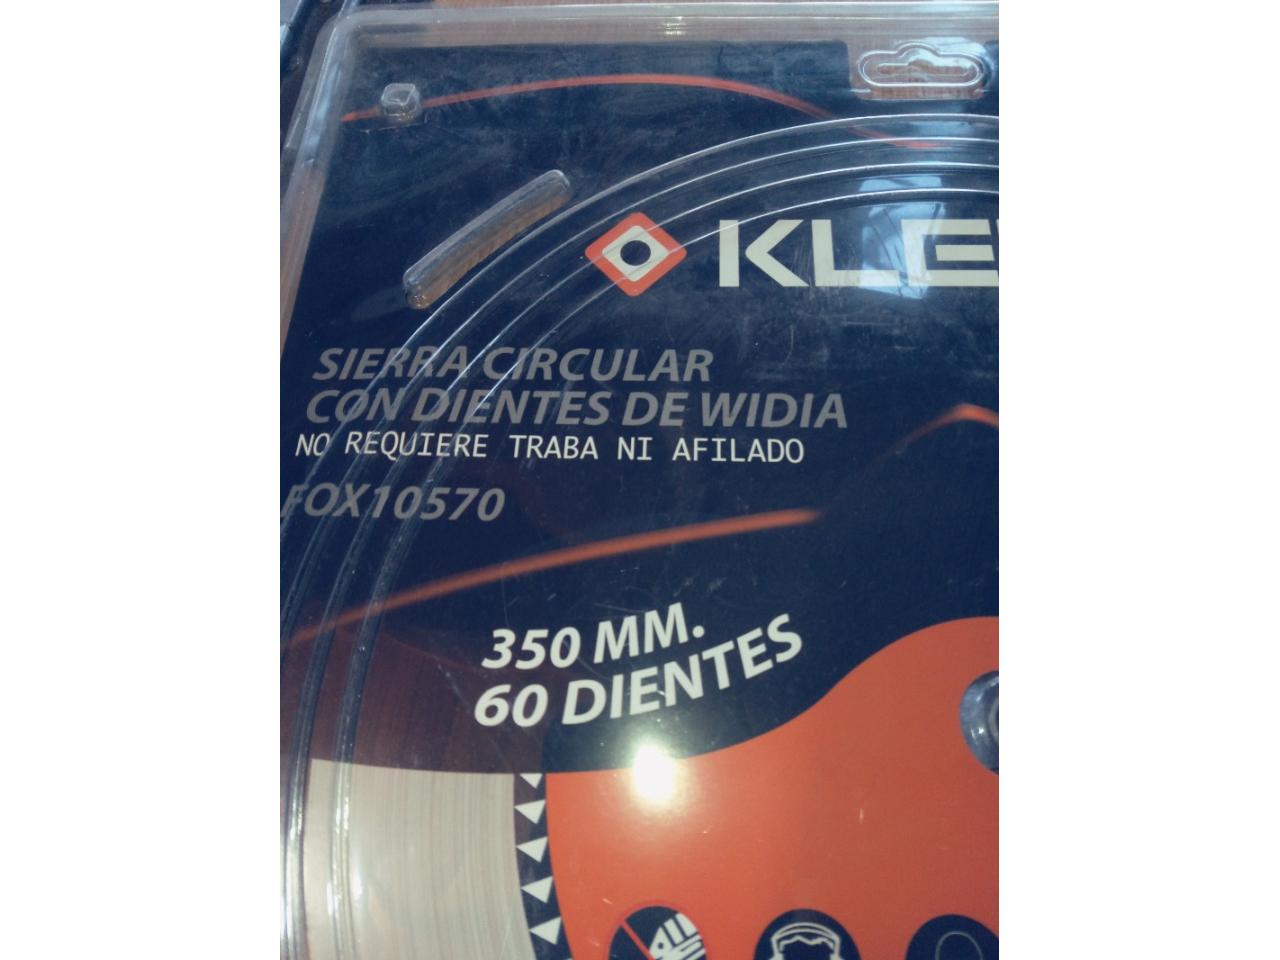 KLE
SIERRA CIRCULAR
CON DIENTES DE WIDIA
NO REQUIERE TRABA NI AFILADO
FOX10570
350 MM.
60 DIENTES